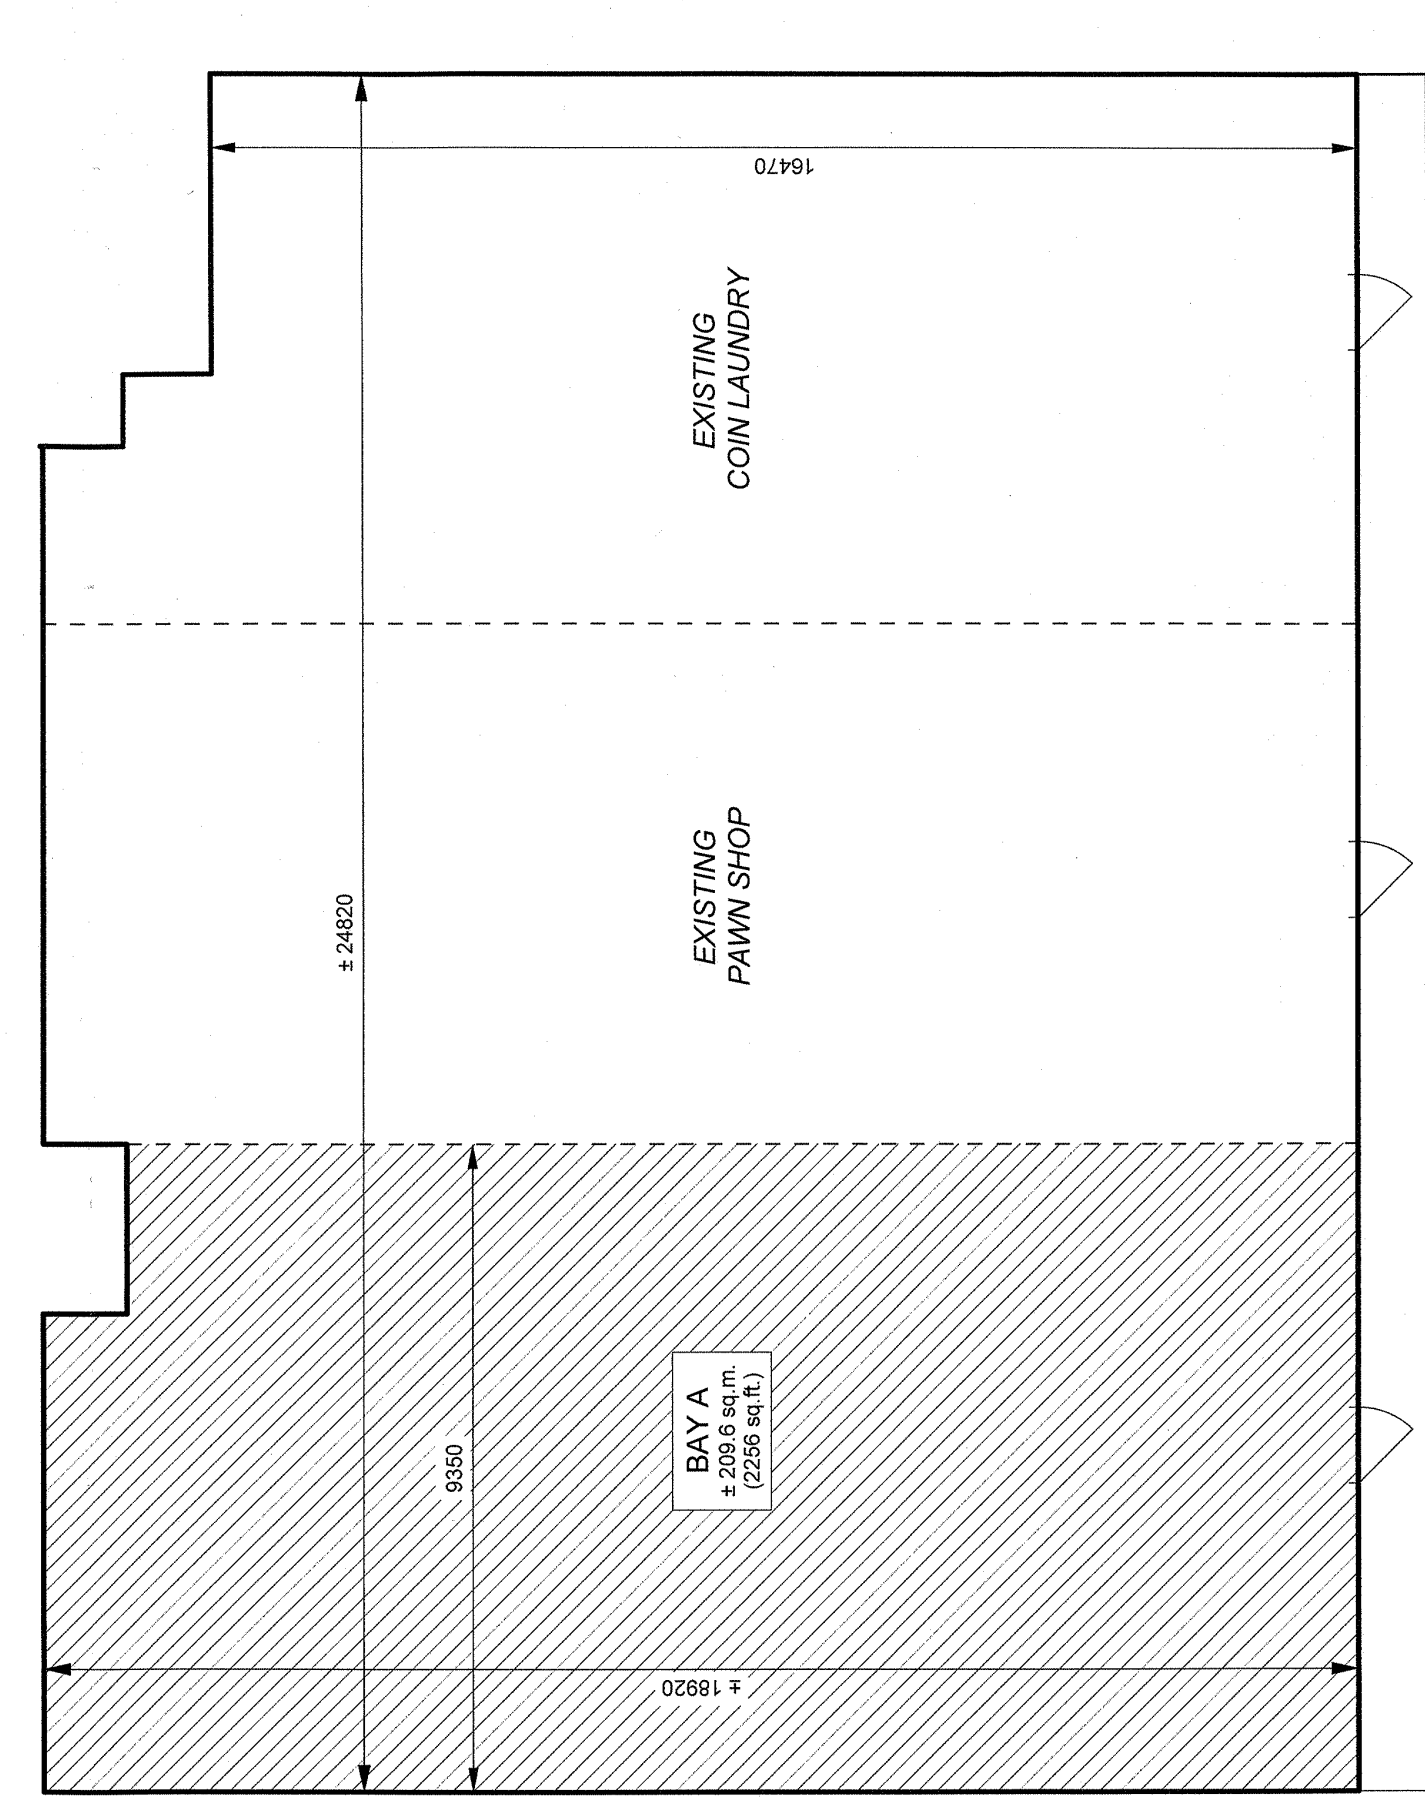 ± 24820
9350
± 18920
16470
BAY A
± 209.6 sq.m.
(2256 sq.ft.)
EXISTING
PAWN SHOP
EXISTING
COIN LAUNDRY